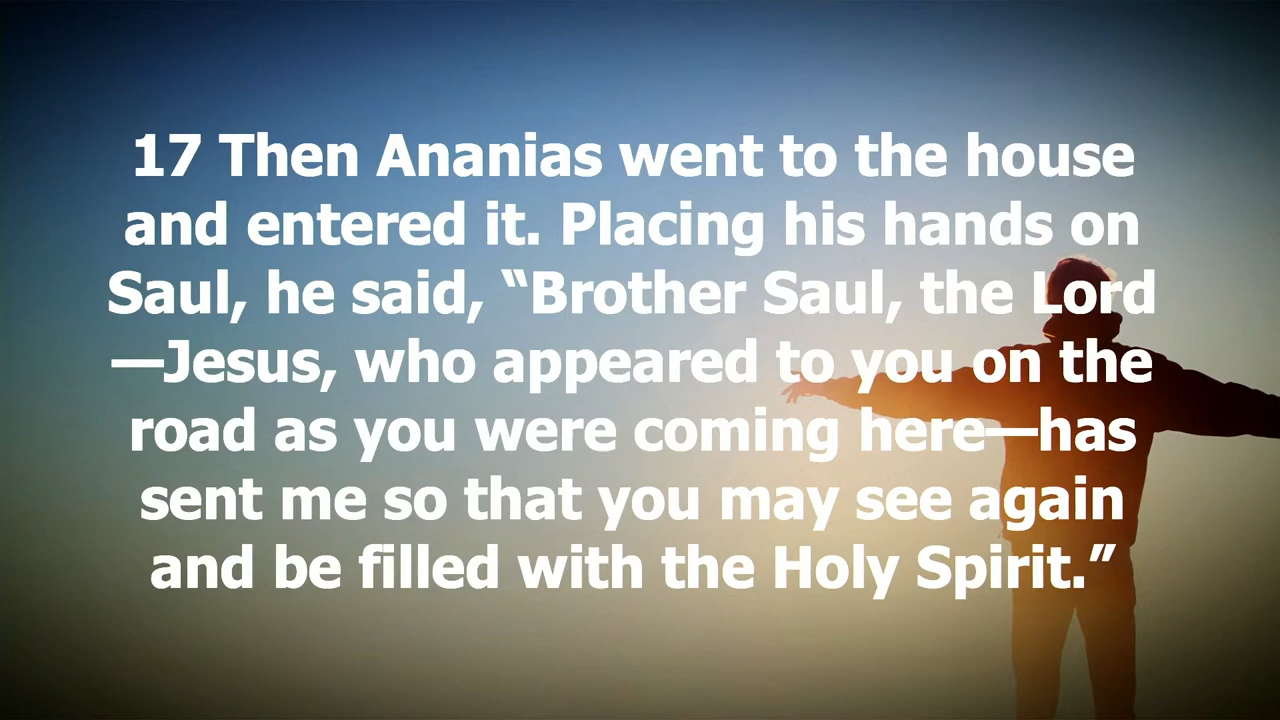 17 Then Ananias went to the house
and entered it. Placing his hands on
Saul, he said, “Brother Saul, the Lord
—Jesus, who appeared to you on the
road as you were coming here—has
sent me so that you may see again
and be filled with the Holy Spirit.”